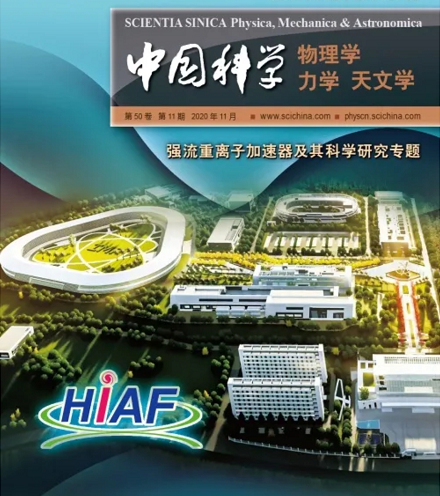 SCIENTIA SINICA Physica, Mechanica & Astronomica
中国科学 物理学
力学 天文学
第50卷 第11期 2020年11月 ■ www.scichina.com ■ physcn.scichina.com
强流重离子加速器及其科学研究专题
HIAF